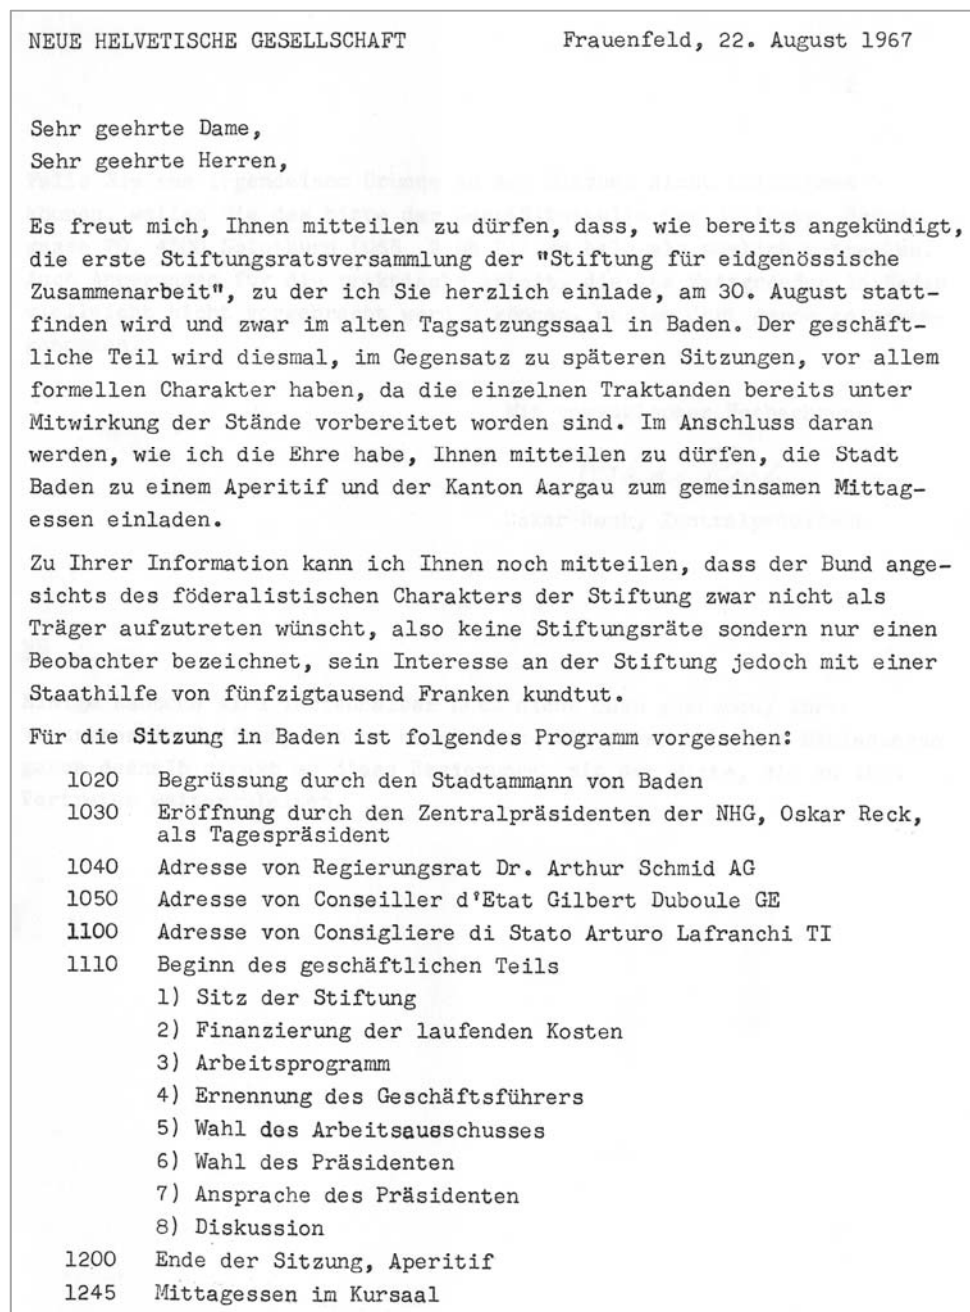 NEUE HELVETISCHE GESELLSCHAFT Frauenfeld, 22. August 1967
Sehr geehrte Dame,
Sehr geehrte Herren,
Es freut mich, Ihnen mitteilen zu dürfen, dass, wie bereits angekündigt,
die erste Stiftungsratsversammlung der "Stiftung für eidgenössische
Zusammenarbeit", zu der ich Sie herzlich einlade, am 30. August statt-
finden wird und zwar im alten Tagsatzungssaal in Baden. Der geschäft-
liche Teil wird diesmal, im Gegensatz zu späteren Sitzungen, vor allem
formellen Charakter haben, da die einzelnen Traktanden bereits unter
Mitwirkung der Stände vorbereitet worden sind. Im Anschluss daran
werden, wie ich die Ehre habe, Ihnen mitteilen zu dürfen, die Stadt
Baden zu einem Aperitif und der Kanton Aargau zum gemeinsamen Mittag-
essen einladen.
Zu Ihrer Information kann ich Ihnen noch mitteilen, dass der Bund ange-
sichts des föderalistischen Charakters der Stiftung zwar nicht als
Träger aufzutreten wünscht, also keine Stiftungsräte sondern nur einen
Beobachter bezeichnet, sein Interesse an der Stiftung jedoch mit einer
Staathilfe von fünfzigtausend Franken kundtut.
Für die Sitzung in Baden ist folgendes Programm vorgesehen:
1020 Begrüssung durch den Stadtammann von Baden
1030 Eröffnung durch den Zentralpräsidenten der NHG, Oskar Reck,
als Tagespräsident
1040 Adresse von Regierungsrat Dr. Arthur Schmid AG
1050 Adresse von Conseiller d'Etat Gilbert Duboule GE
1100 Adresse von Consigliere di Stato Arturo Lafranchi TI
1110 Beginn des geschäftlichen Teils
1) Sitz der Stiftung
2) Finanzierung der laufenden Kosten
3) Arbeitsprogramm
4) Ernennung des Geschäftsführers
5) Wahl des Arbeitsausschusses
6) Wahl des Präsidenten
7) Ansprache des Präsidenten
8) Diskussion
1200 Ende der Sitzung, Aperitif
1245 Mittagessen im Kursaal